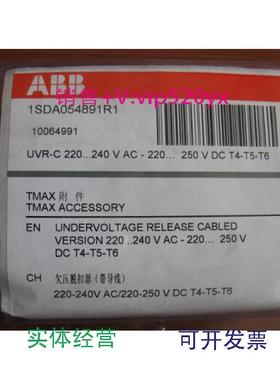 ABB
1SDA054891R1
销售+V:vip520yx
10064991
UVR-C 220...240 V AC - 220... 250 V DC T4-T5-T6
TMAX 附 件
TMAX ACCESSORY
EN UNDERVOLTAGE RELEASE CABLED
VERSION 220 ..240 V AC - 220... 250 V
DC T4-T5-T6
CH 欠压脱扣器(带导线)
220-240V AC/220-250 V DC T4-T5-T6
实体经营 可开发票